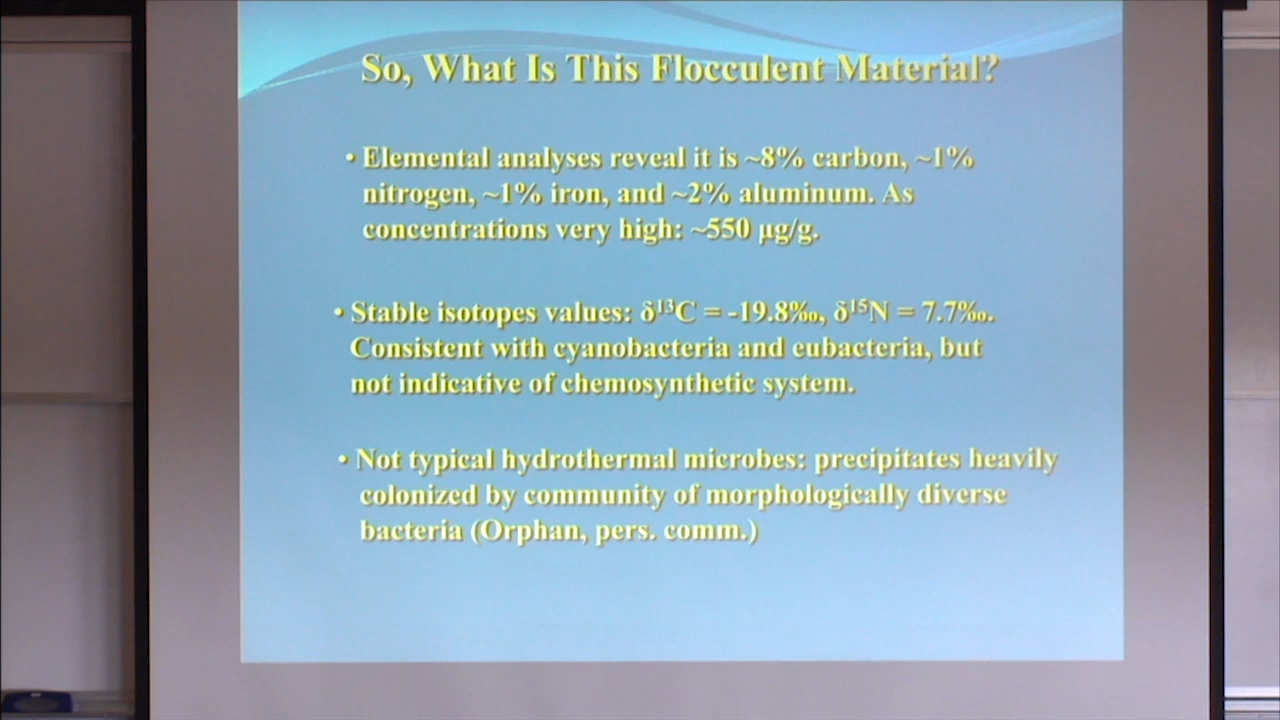 So, What Is This Flocculent Material?
• Elemental analyses reveal it is ~8% carbon, ~1%
nitrogen, ~1% iron, and ~2% aluminum. As
concentrations very high: ~550 µg/g.
• Stable isotopes values: δ¹³C = -19.8‰, δ¹⁵N = 7.7‰.
Consistent with cyanobacteria and eubacteria, but
not indicative of chemosynthetic system.
• Not typical hydrothermal microbes: precipitates heavily
colonized by community of morphologically diverse
bacteria (Orphan, pers. comm.)